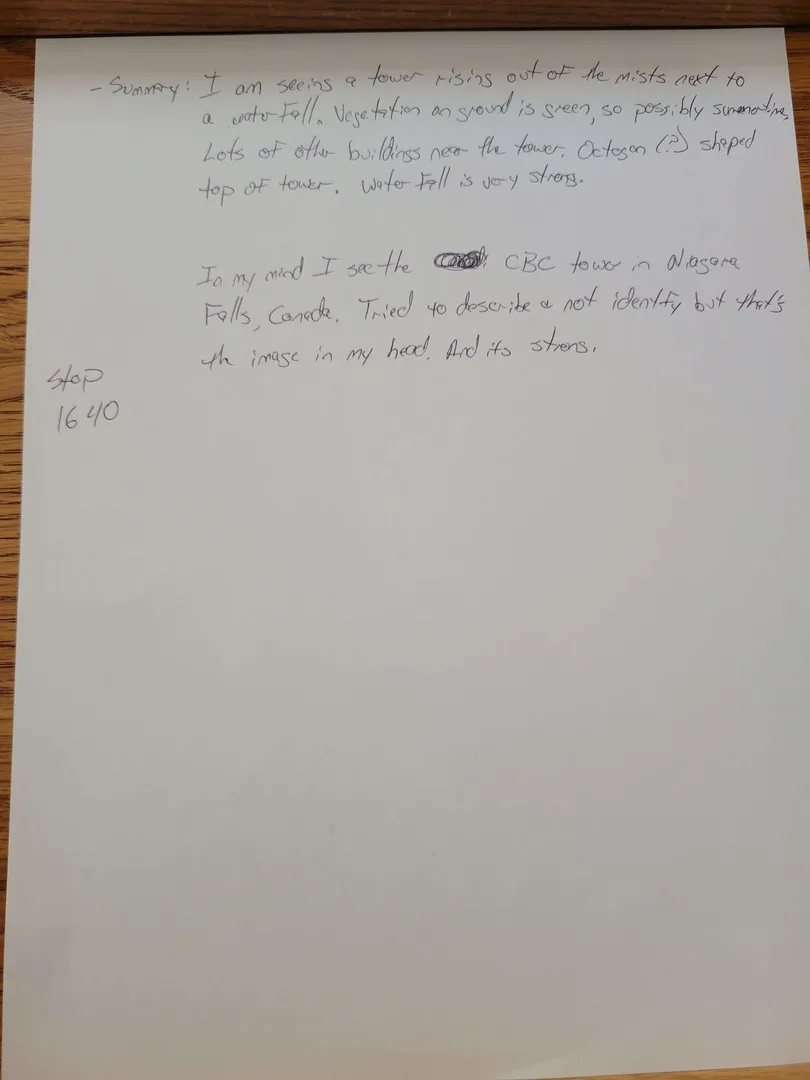 - Summary: I am seeing a tower rising out of the mists next to
a water fall. Vegetation on ground is green, so possibly summertime.
Lots of other buildings near the tower. Octogon (?) shaped
top of tower. Water Fall is very strong.
In my mind I see the CBC tower in Niagara
Falls, Canada. Tried to describe & not identify but that's
the image in my head. And its strong.
Stop
1640